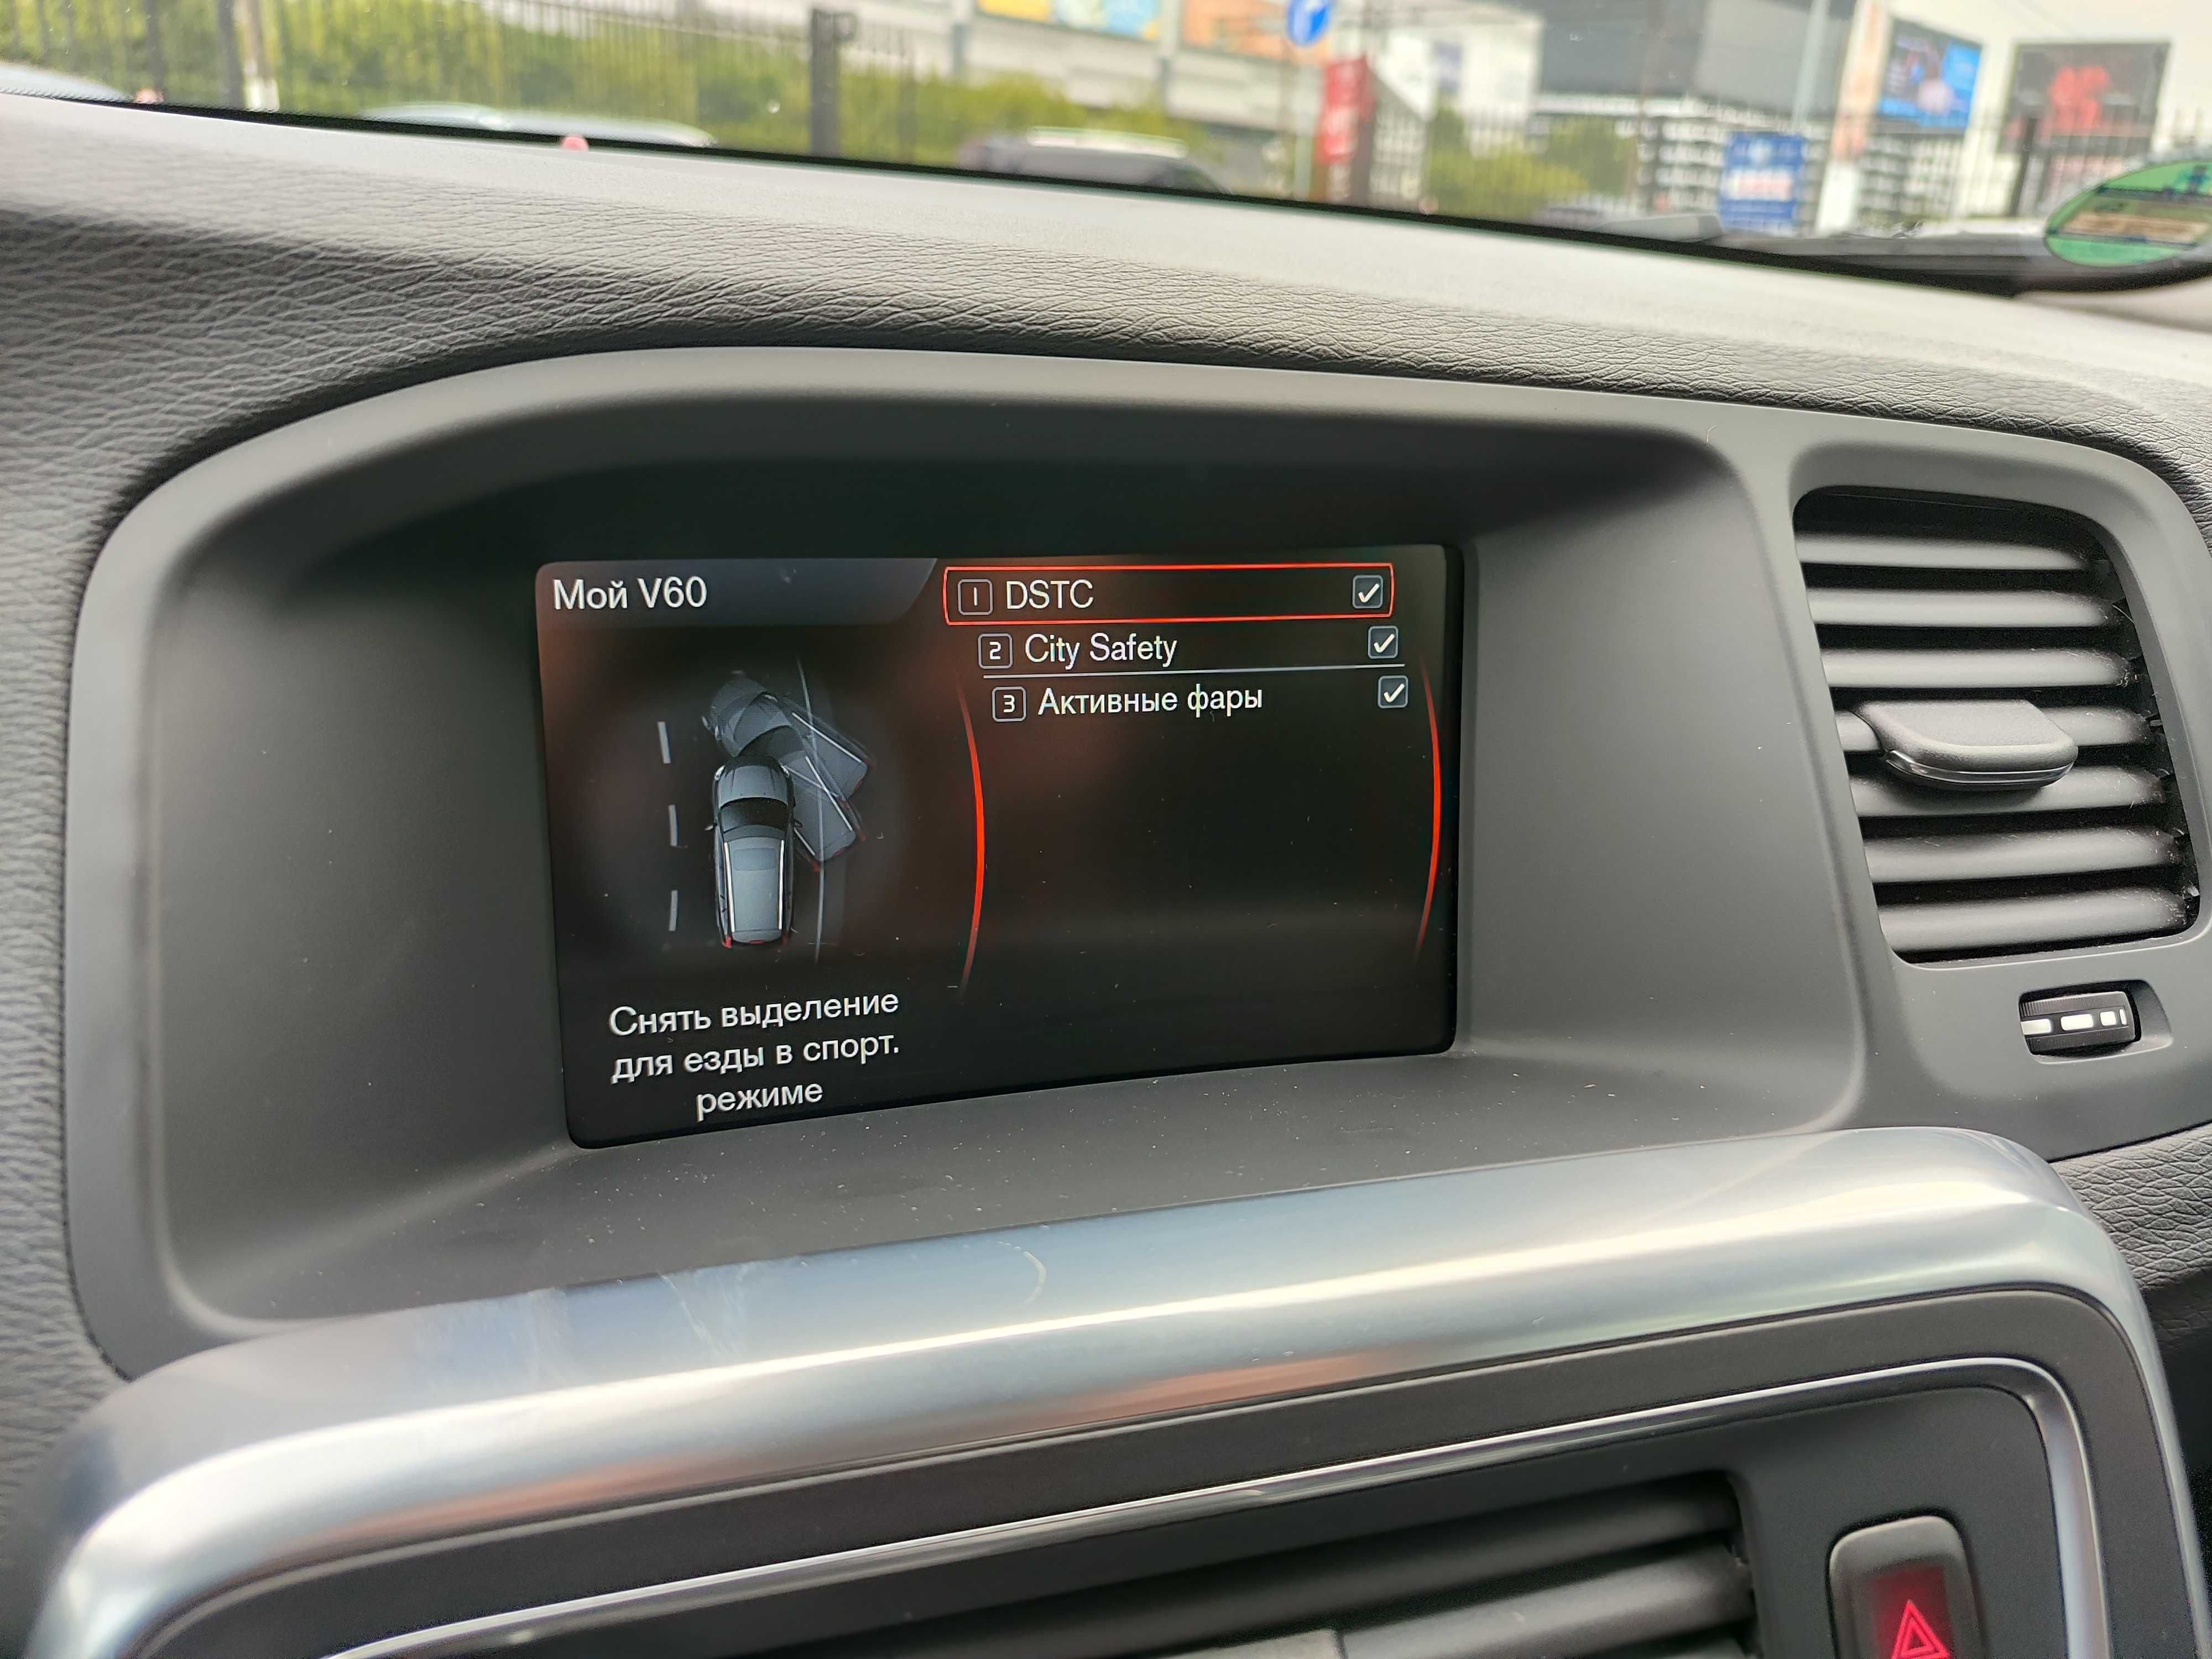 Мой V60
1 DSTC
2 City Safety
3 Активные фары
Снять выделение
для езды в спорт.
режиме